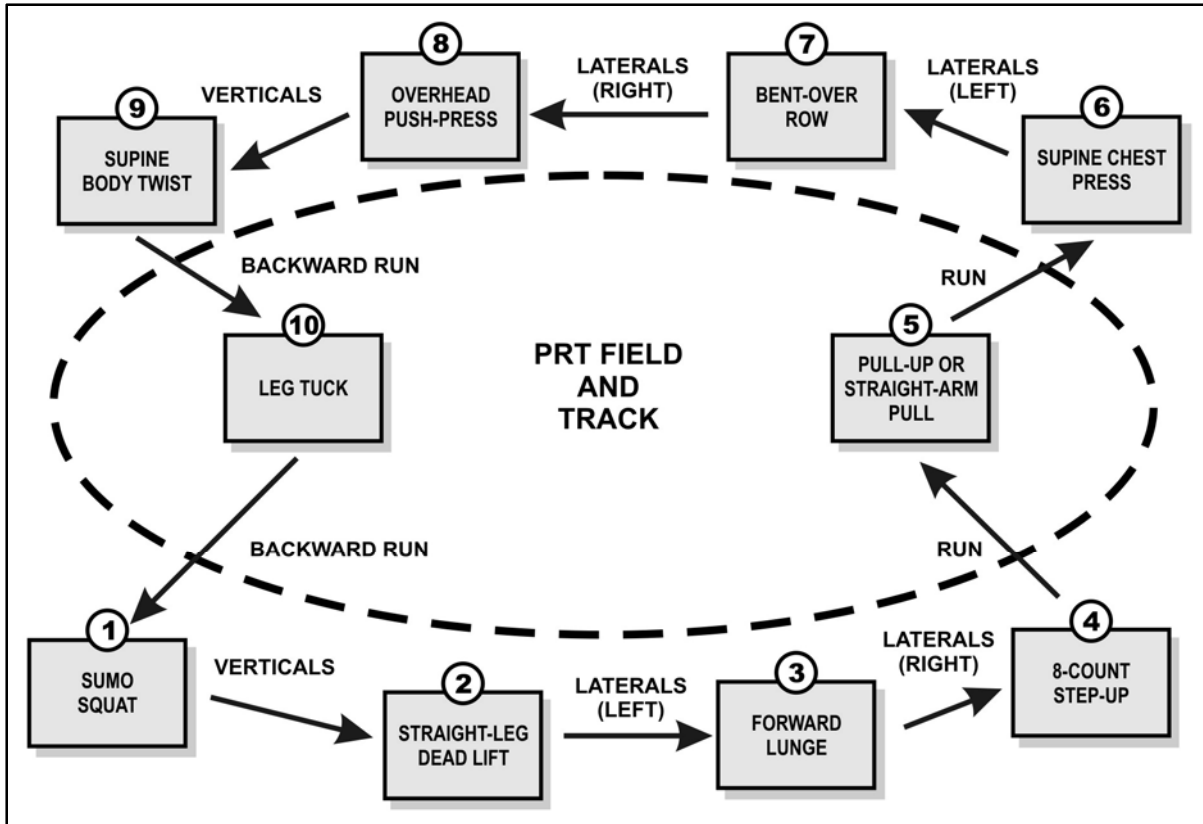 8
OVERHEAD
PUSH-PRESS
LATERALS
(RIGHT)
7
BENT-OVER
ROW
LATERALS
(LEFT)
6
SUPINE CHEST
PRESS
VERTICALS
9
SUPINE
BODY TWIST
BACKWARD RUN
10
LEG TUCK
PRT FIELD
AND
TRACK
RUN
5
PULL-UP OR
STRAIGHT-ARM
PULL
BACKWARD RUN
RUN
1
SUMO
SQUAT
VERTICALS
2
STRAIGHT-LEG
DEAD LIFT
LATERALS
(LEFT)
3
FORWARD
LUNGE
LATERALS
(RIGHT)
4
8-COUNT
STEP-UP